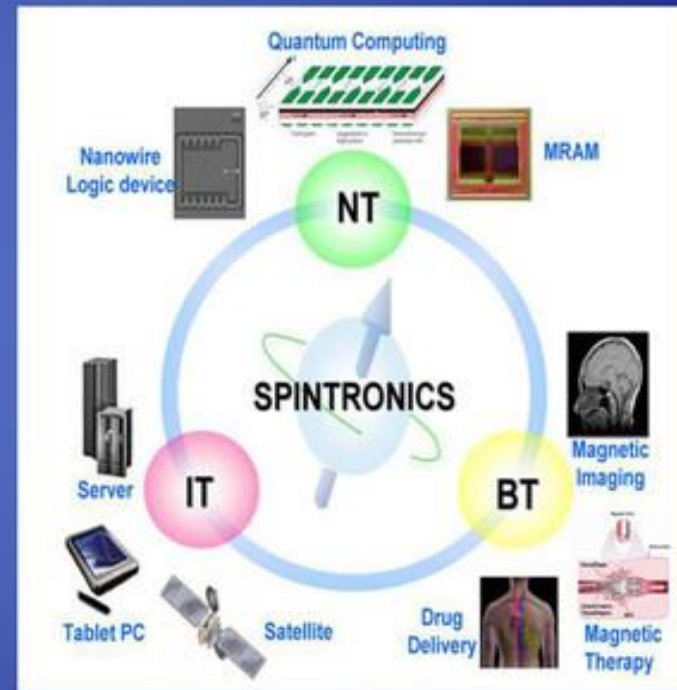 Quantum Computing
Nanowire
Logic device
MRAM
NT
SPINTRONICS
Server
IT
BT
Magnetic
Imaging
Tablet PC
Satellite
Drug
Delivery
Magnetic
Therapy